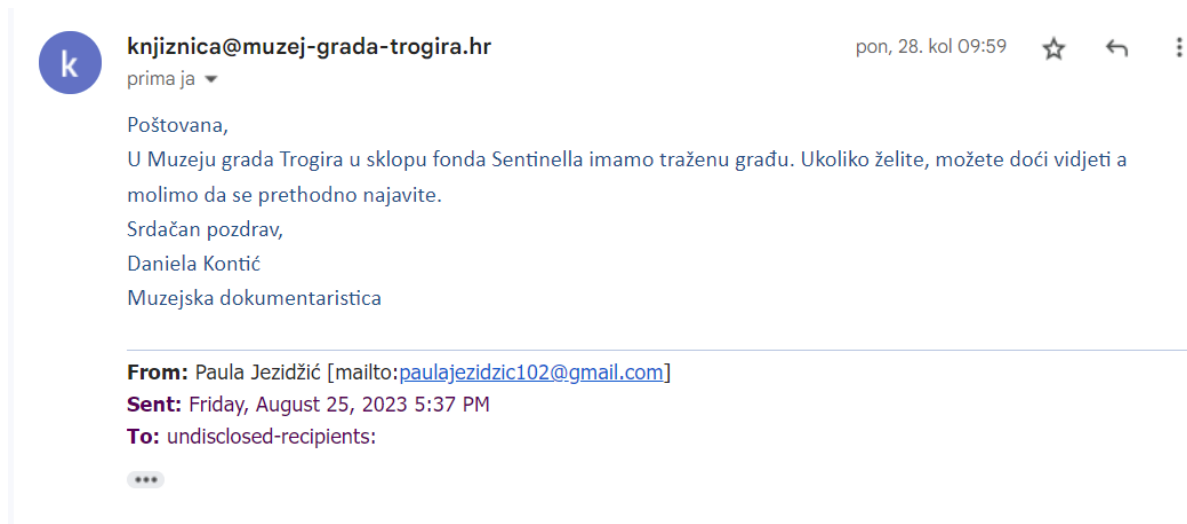 k
knjiznica@muzej-grada-trogira.hr
pon, 28. kol 09:59
prima ja
Poštovana,
U Muzeju grada Trogira u sklopu fonda Sentinella imamo traženu građu. Ukoliko želite, možete doći vidjeti a
molimo da se prethodno najavite.
Srdačan pozdrav,
Daniela Kontić
Muzejska dokumentaristica
From: Paula Jezidžić [mailto:paulajezidzic102@gmail.com]
Sent: Friday, August 25, 2023 5:37 PM
To: undisclosed-recipients: